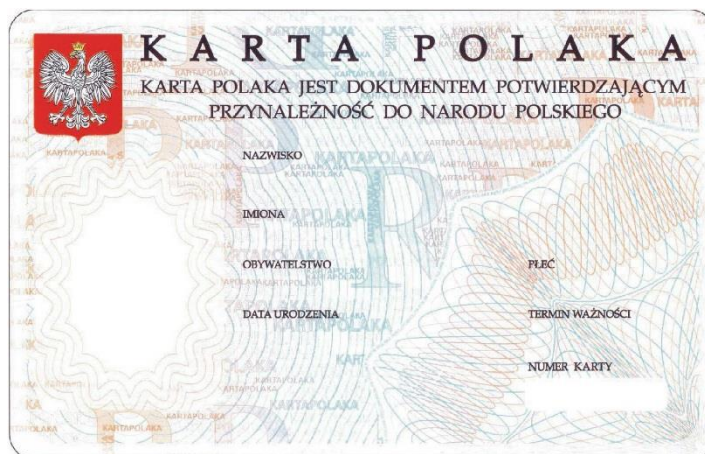 KARTA POLAKA
KARTA POLAKA JEST DOKUMENTEM POTWIERDZAJĄCYM
PRZYNALEŻNOŚĆ DO NARODU POLSKIEGO
NAZWISKO
IMIONA
OBYWATELSTWO
PŁEĆ
DATA URODZENIA
TERMIN WAŻNOŚCI
NUMER KARTY
KARTAPOLAKA